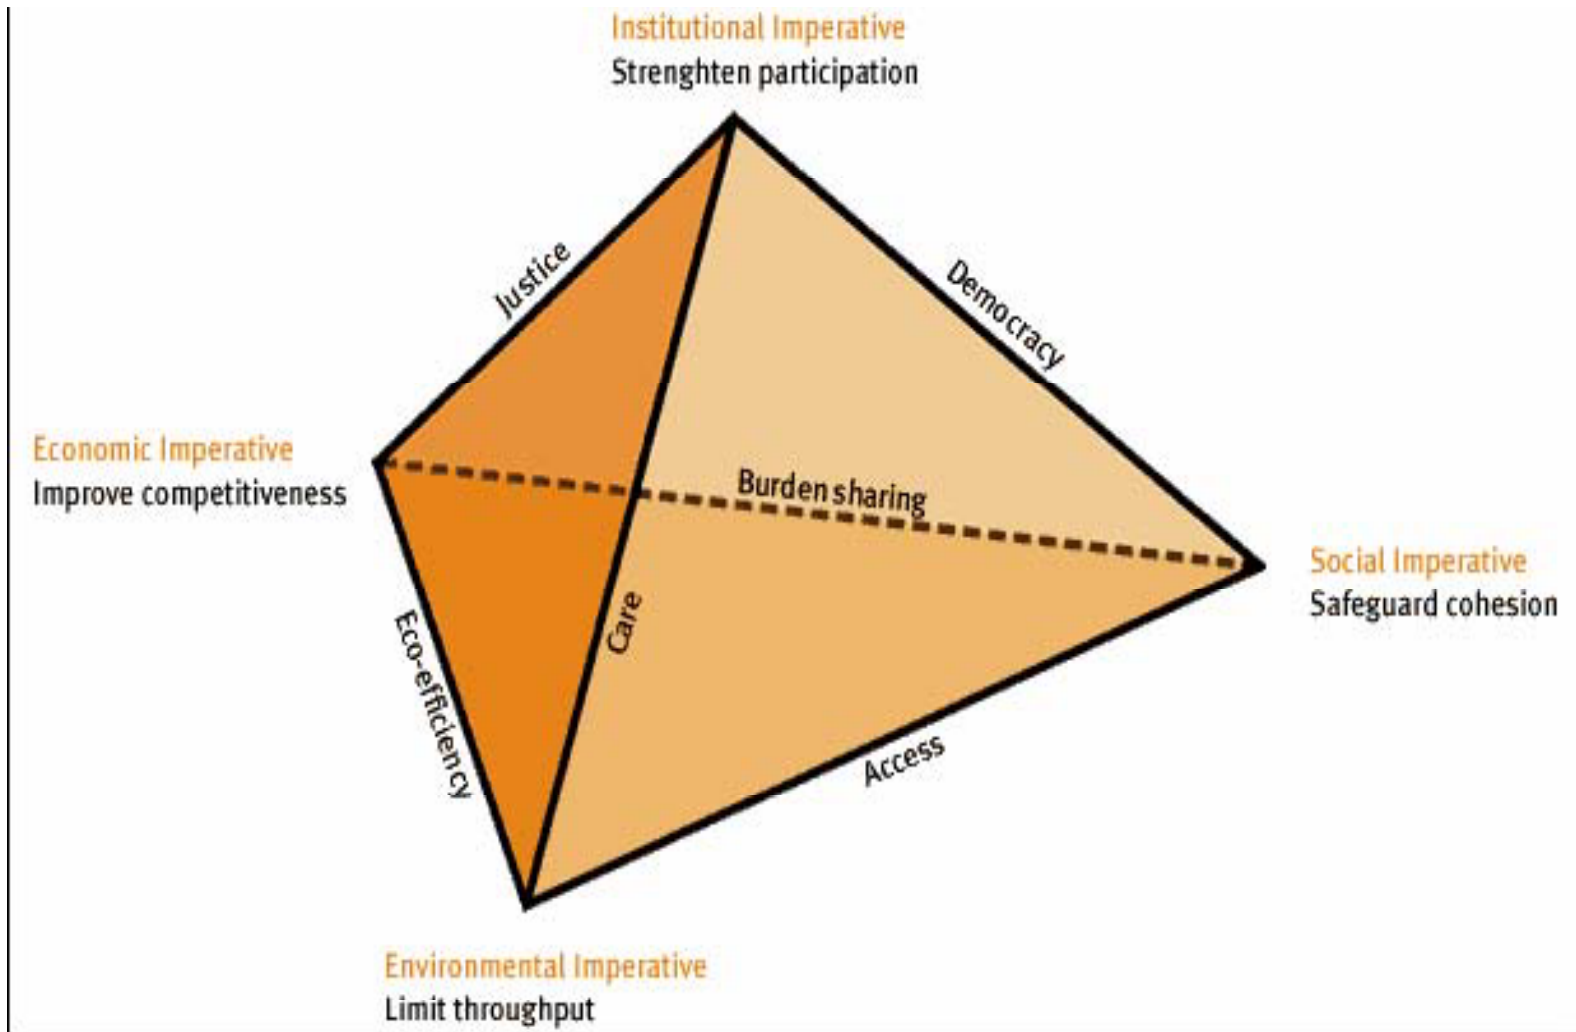 Institutional Imperative
Strenghten participation
Justice
Democracy
Economic Imperative
Improve competitiveness
Burden sharing
Social Imperative
Safeguard cohesion
Care
Eco-efficiency
Access
Environmental Imperative
Limit throughput